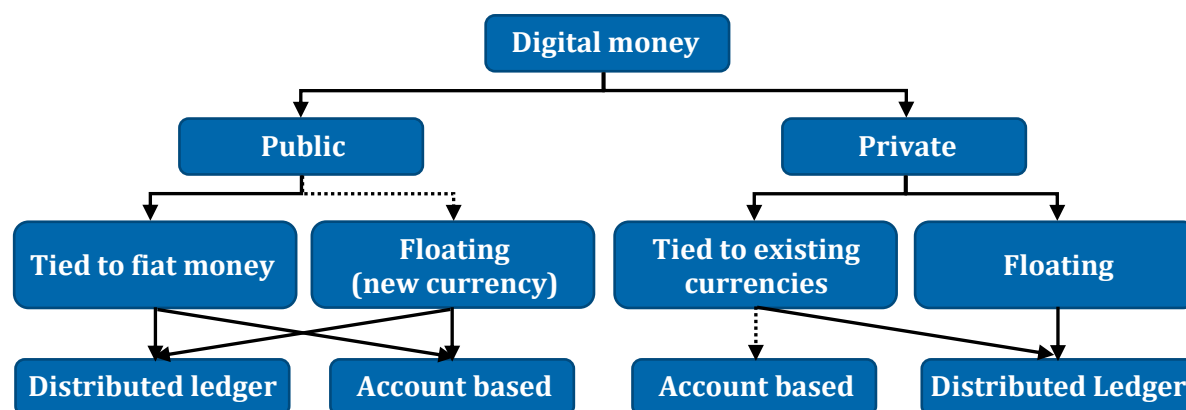 Digital money
Public
Private
Tied to fiat money
Floating
(new currency)
Tied to existing
currencies
Floating
Distributed ledger
Account based
Account based
Distributed Ledger